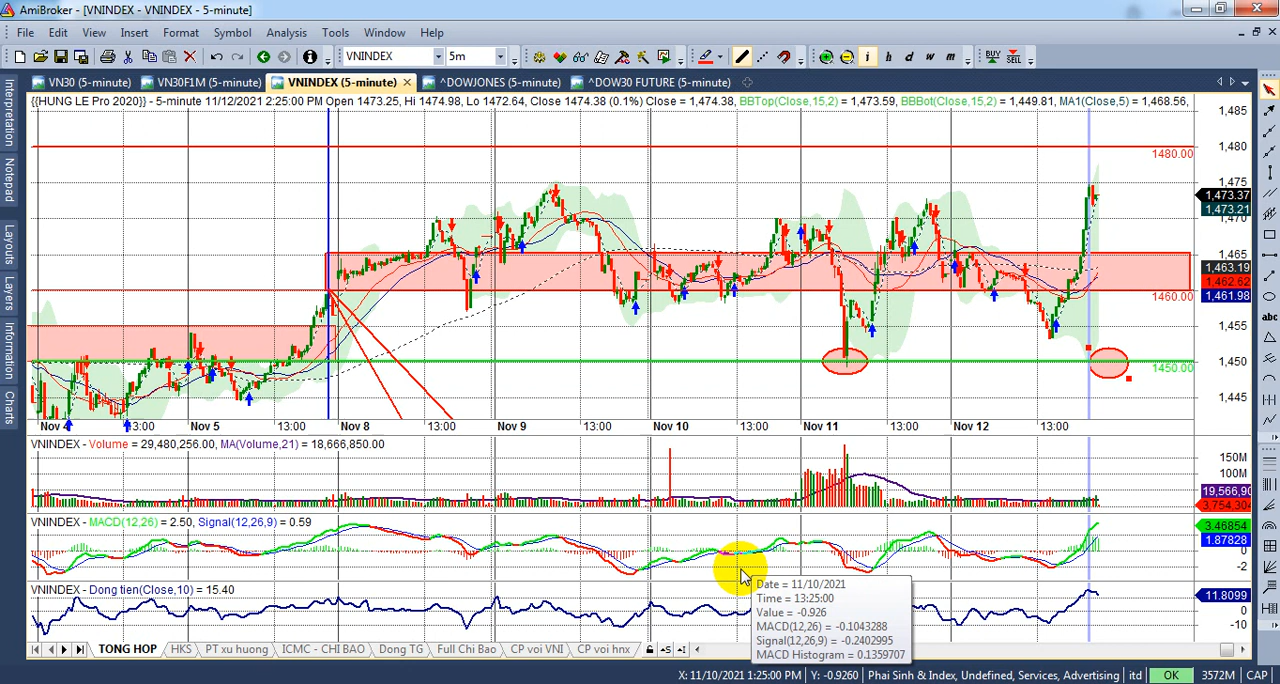 AmiBroker - [VNINDEX - VNINDEX - 5-minute]
File Edit View Insert Format Symbol Analysis Tools Window Help
VNINDEX 5m i h d w m BUY SELL
VN30 (5-minute) VN30F1M (5-minute) VNINDEX (5-minute) ^DOWJONES (5-minute) ^DOW30 FUTURE (5-minute)
{{HUNG LE Pro 2020}} - 5-minute 11/12/2021 2:25:00 PM Open 1473.25, Hi 1474.98, Lo 1472.64, Close 1474.38 (0.1%) Close = 1,474.38, BBTop(Close,15,2) = 1,473.59, BBBot(Close,15,2) = 1,449.81, MA1(Close,5) = 1,468.56,
Interpretation
Notepad
Layouts
Layers
Information
Charts
abc
1,485
1,480
1480.00
1,475
1,473.37
1,473.21
1,470
1,465
1,463.19
1,462.62
1,461.98
1460.00
1,455
1,450
1450.00
1,445
Nov 4 13:00 Nov 5 13:00 Nov 8 13:00 Nov 9 13:00 Nov 10 13:00 Nov 11 13:00 Nov 12 13:00
VNINDEX - Volume = 29,480,256.00, MA(Volume,21) = 18,666,850.00
150M
100M
19,566,90
3,754,304
VNINDEX - MACD(12,26) = 2.50, Signal(12,26,9) = 0.59
3.46854
1.87828
0
-2
Date = 11/10/2021
Time = 13:25:00
Value = -0.926
MACD(12,26) = -0.1043288
Signal(12,26,9) = -0.2402995
MACD Histogram = 0.1359707
VNINDEX - Dong tien(Close,10) = 15.40
11.8099
0
-10
TONG HOP HKS PT xu huong ICMC - CHI BAO Dong TG Full Chi Bao CP voi VNI CP voi hnx
X: 11/10/2021 1:25:00 PM Y: -0.9260 Phai Sinh & Index, Undefined, Services, Advertising itd OK 3572M CAP